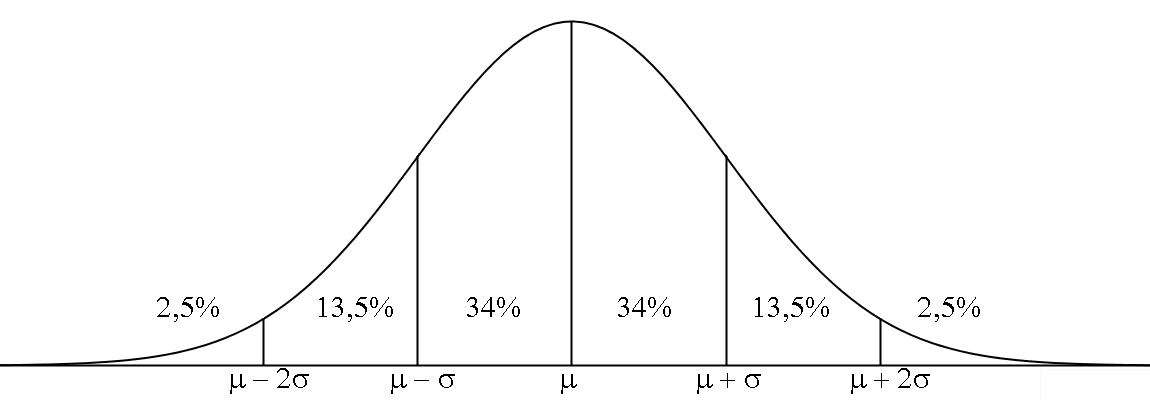 2,5% 13,5% 34% 34% 13,5% 2,5%
μ – 2σ μ – σ μ μ + σ μ + 2σ